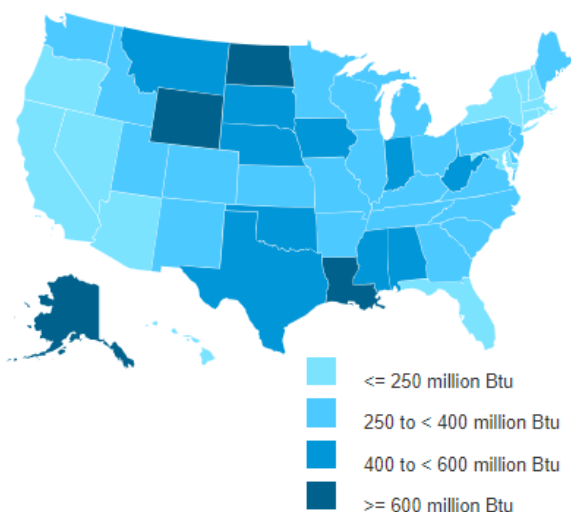 <= 250 million Btu
250 to < 400 million Btu
400 to < 600 million Btu
>= 600 million Btu